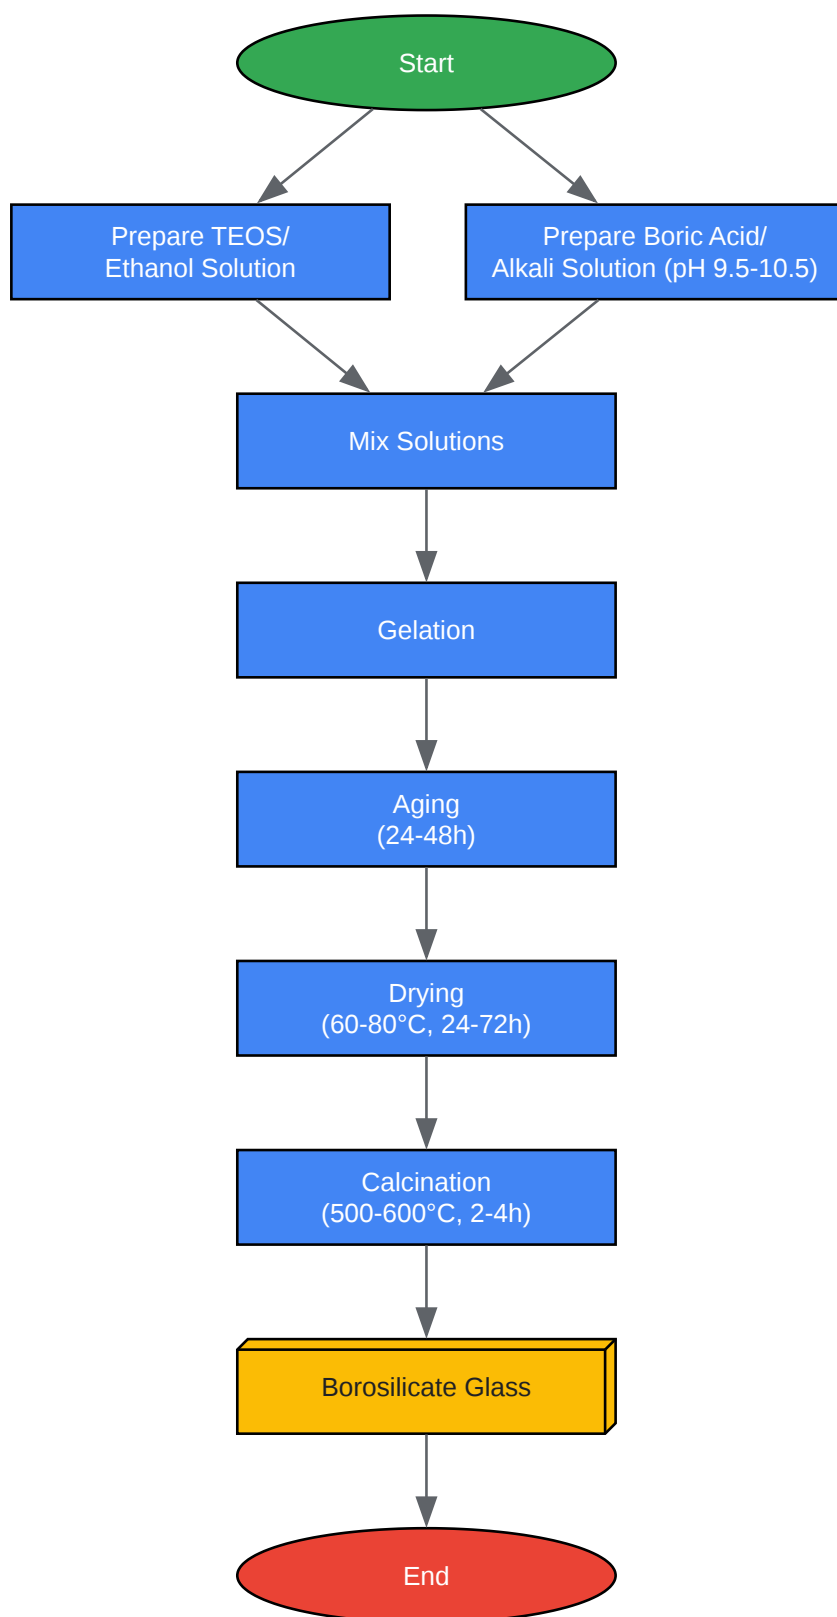 Start
Prepare TEOS/
Ethanol Solution
Prepare Boric Acid/
Alkali Solution (pH 9.5-10.5)
Mix Solutions
Gelation
Aging
(24-48h)
Drying
(60-80°C, 24-72h)
Calcination
(500-600°C, 2-4h)
Borosilicate Glass
End